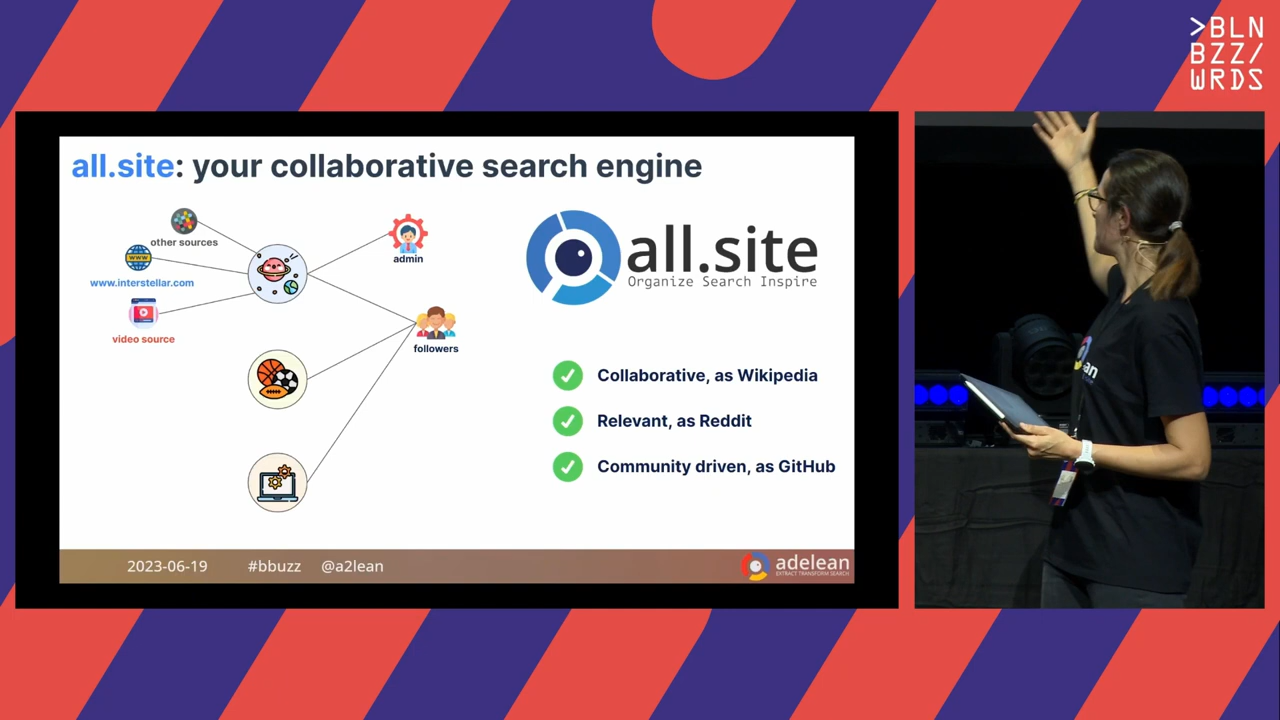 >BLN
BZZ/
WRDS
all.site: your collaborative search engine
other sources
WWW
www.interstellar.com
video source
admin
followers
all.site
Organize Search Inspire
Collaborative, as Wikipedia
Relevant, as Reddit
Community driven, as GitHub
2023-06-19 #bbuzz @a2lean
adelean
EXTRACT TRANSFORM SEARCH